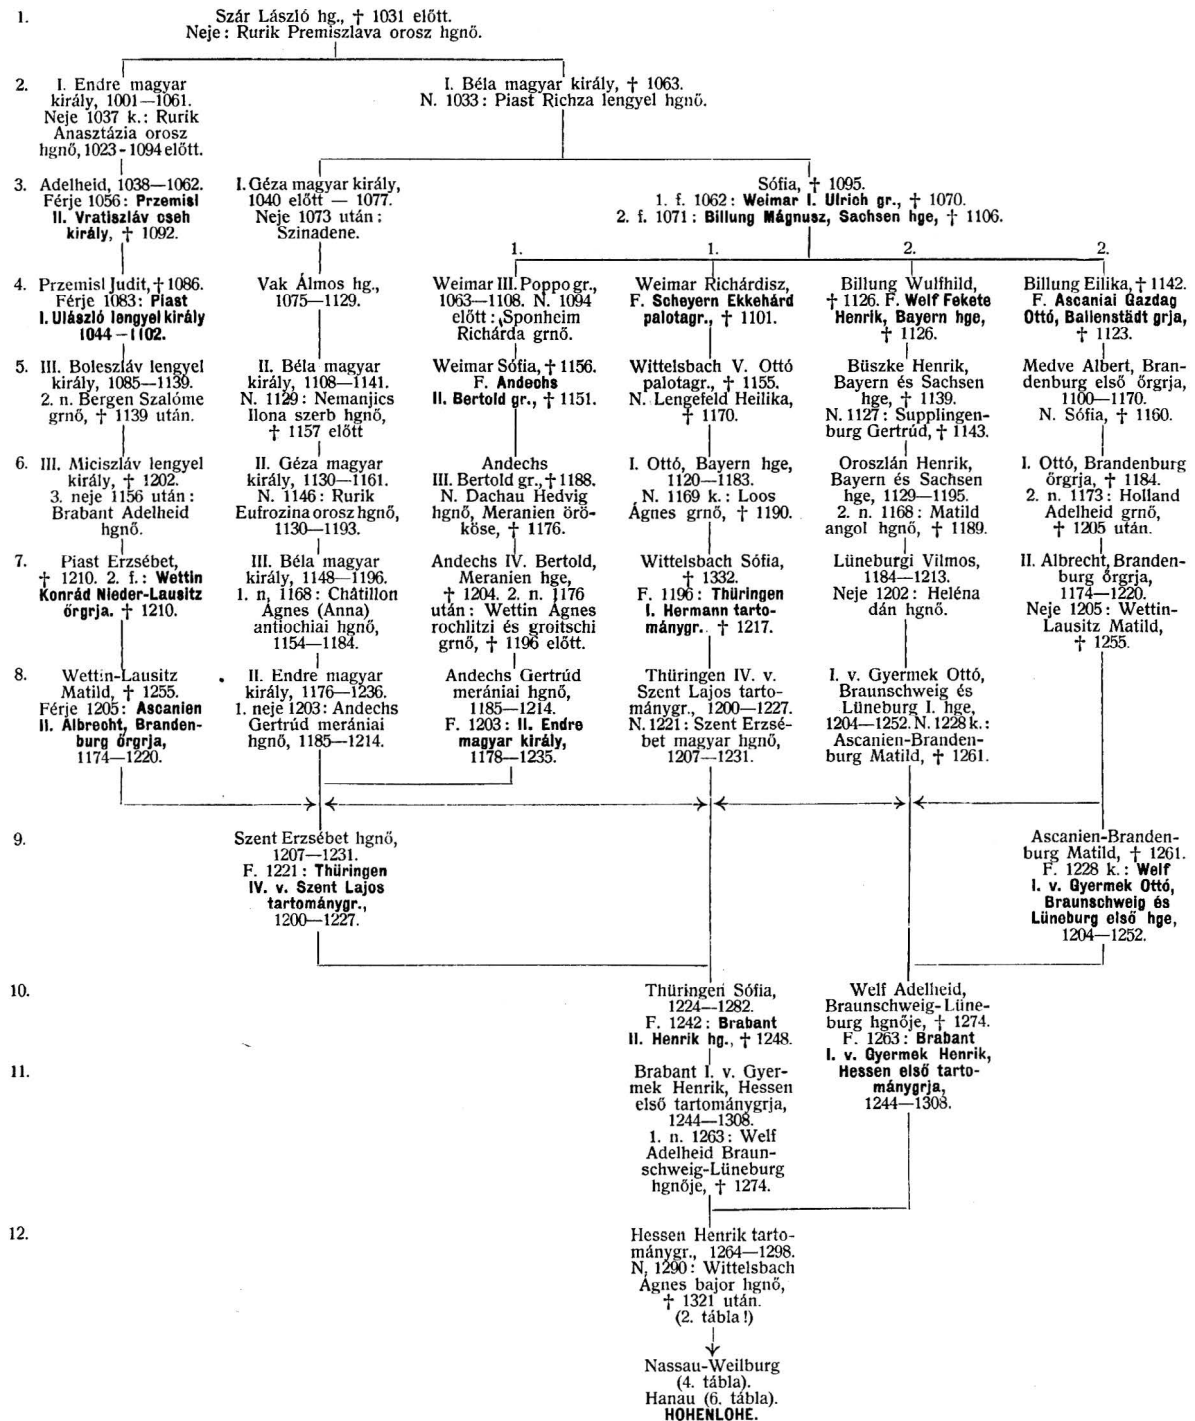 1.
Szár László hg., † 1031 előtt.
Neje: Rurik Premiszlava orosz hgnő.
2.
I. Endre magyar
király, 1001—1061.
Neje 1037 k.: Rurik
Anasztázia orosz
hgnő, 1023-1094 előtt.
I. Béla magyar király, † 1063.
N. 1033: Piast Richza lengyel hgnő.
3.
Adelheid, 1038—1062.
Férje 1056: Przemisl
II. Vratiszláv cseh
király, † 1092.
I. Géza magyar király,
1040 előtt — 1077.
Neje 1073 után:
Szinadene.
Sófia, † 1095.
1. f. 1062: Weimar I. Ulrich gr., † 1070.
2. f. 1071: Billung Mágnusz, Sachsen hge, † 1106.
1.
1.
2.
2.
4.
Przemisl Judit, † 1086.
Férje 1083: Piast
I. Ulászló lengyel király
1044—1102.
Vak Álmos hg.,
1075—1129.
Weimar III. Poppo gr.,
1063—1108. N. 1094
előtt: Sponheim
Richárda grnő.
Weimar Richárdisz,
F. Scheyern Ekkehárd
palotagr., † 1101.
Billung Wulfhild,
† 1126. F. Welf Fekete
Henrik, Bayern hge,
† 1126.
Billung Eilika, † 1142.
F. Ascaniai Gazdag
Ottó, Ballenstädt grja,
† 1123.
5.
III. Boleszláv lengyel
király, 1085—1139.
2. n. Bergen Szalóme
grnő, † 1139 után.
II. Béla magyar
király, 1108—1141.
N. 1129: Nemanjics
Ilona szerb hgnő,
† 1157 előtt
Weimar Sófia, † 1156.
F. Andechs
II. Bertold gr., † 1151.
Wittelsbach V. Ottó
palotagr., † 1155.
N. Lengefeld Heilika,
† 1170.
Büszke Henrik,
Bayern és Sachsen
hge, † 1139.
N. 1127: Supplingen-
burg Gertrúd, † 1143.
Medve Albert, Bran-
denburg első őrgrja,
1100—1170.
N. Sófia, † 1160.
6.
III. Miciszláv lengyel
király, † 1202.
3. neje 1156 után:
Brabant Adelheid
hgnő.
II. Géza magyar
király, 1130—1161.
N. 1146: Rurik
Eufrozina orosz hgnő,
1130—1193.
Andechs
III. Bertold gr., † 1188.
N. Dachau Hedvig
hgnő, Meranien örö-
köse, † 1176.
I. Ottó, Bayern hge,
1120—1183.
N. 1169 k.: Loos
Ágnes grnő, † 1190.
Oroszlán Henrik,
Bayern és Sachsen
hge, 1129—1195.
2. n. 1168: Matild
angol hgnő, † 1189.
I. Ottó, Brandenburg
őrgrja, † 1184.
2. n. 1173: Holland
Adelheid grnő,
† 1205 után.
7.
Piast Erzsébet,
† 1210. 2. f.: Wettin
Konrád Nieder-Lausitz
őrgrja. † 1210.
III. Béla magyar
király, 1148—1196.
1. n. 1168: Châtillon
Ágnes (Anna)
antiochiai hgnő,
1154—1184.
Andechs IV. Bertold,
Meranien hge,
† 1204. 2. n. 1176
után: Wettin Ágnes
rochlitzi és groitschi
grnő, † 1196 előtt.
Wittelsbach Sófia,
† 1332.
F. 1196: Thüringen
I. Hermann tarto-
mánygr. † 1217.
Lüneburgi Vilmos,
1184—1213.
Neje 1202: Heléna
dán hgnő.
II. Albrecht, Branden-
burg őrgrja,
1174—1220.
Neje 1205: Wettin-
Lausitz Matild,
† 1255.
8.
Wettin-Lausitz
Matild, † 1255.
Férje 1205: Ascanien
II. Albrecht, Branden-
burg őrgrja,
1174—1220.
II. Endre magyar
király, 1176—1236.
1. neje 1203: Andechs
Gertrúd merániai
hgnő, 1185—1214.
Andechs Gertrúd
merániai hgnő,
1185—1214.
F. 1203: II. Endre
magyar király,
1178—1235.
Thüringen IV. v.
Szent Lajos tarto-
mánygr., 1200—1227.
N. 1221: Szent Erzsé-
bet magyar hgnő,
1207—1231.
I. v. Gyermek Ottó,
Braunschweig és
Lüneburg I. hge,
1204—1252. N. 1228 k.:
Ascanien-Branden-
burg Matild, † 1261.
9.
Szent Erzsébet hgnő,
1207—1231.
F. 1221: Thüringen
IV. v. Szent Lajos
tartománygr.,
1200—1227.
Ascanien-Branden-
burg Matild, † 1261.
F. 1228 k.: Welf
I. v. Gyermek Ottó,
Braunschweig és
Lüneburg első hge,
1204—1252.
10.
Thüringen Sófia,
1224—1282.
F. 1242: Brabant
II. Henrik hg., † 1248.
Welf Adelheid,
Braunschweig-Lüne-
burg hgnője, † 1274.
F. 1263: Brabant
I. v. Gyermek Henrik,
Hessen első tarto-
mánygrja,
1244—1308.
11.
Brabant I. v. Gyer-
mek Henrik, Hessen
első tartománygrja,
1244—1308.
1. n. 1263: Welf
Adelheid Braun-
schweig-Lüneburg
hgnője, † 1274.
12.
Hessen Henrik tarto-
mánygr., 1264—1298.
N. 1290: Wittelsbach
Ágnes bajor hgnő,
† 1321 után.
(2. tábla!)
Nassau-Weilburg
(4. tábla).
Hanau (6. tábla).
HOHENLOHE.